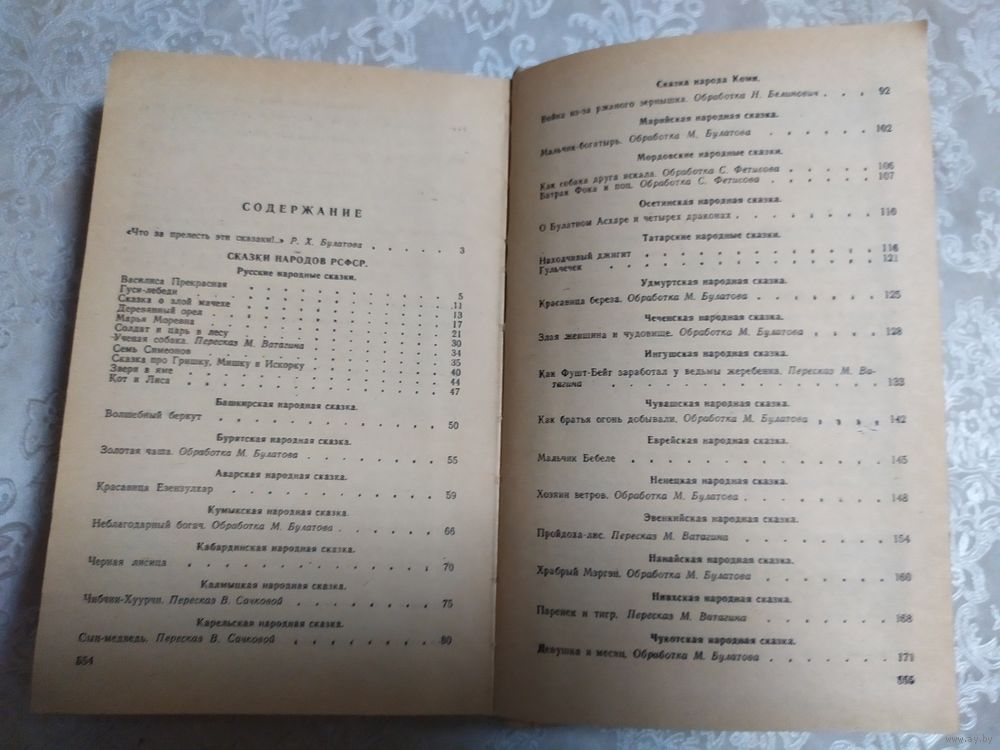 СОДЕРЖАНИЕ
«Что за прелесть эти сказки!..» Р. Х. Булатова . . . . . . 3
СКАЗКИ НАРОДОВ РСФСР.
Русские народные сказки.
Василиса Прекрасная . . . . . . 5
Гуси-лебеди . . . . . . 11
Сказка о злой мачехе . . . . . . 13
Деревянный орел . . . . . . 17
Марья Моревна . . . . . . 21
Солдат и царь в лесу . . . . . . 30
Ученая собака. Пересказ М. Ватагина . . . . . . 34
Семь Симеонов . . . . . . 35
Сказка про Гришку, Мишку и Искорку . . . . . . 40
Звери в яме . . . . . . 44
Кот и Лиса . . . . . . 47
Башкирская народная сказка.
Волшебный беркут . . . . . . 50
Бурятская народная сказка.
Золотая чаша. Обработка М. Булатова . . . . . . 55
Аварская народная сказка.
Красавица Езензулхар . . . . . . 59
Кумыкская народная сказка.
Неблагодарный богач. Обработка М. Булатова . . . . . . 66
Кабардинская народная сказка.
Черная лисица . . . . . . 70
Калмыцкая народная сказка.
Чибчин-Хуурчи. Пересказ В. Сачковой . . . . . . 75
Карельская народная сказка.
Сын-медведь. Пересказ В. Сачковой . . . . . . 80
554
Сказка народа Коми.
Война из-за ржаного зернышка. Обработка Н. Белинович . . . 92
Марийская народная сказка.
Мальчик-богатырь. Обработка М. Булатова . . . . . . 102
Мордовские народные сказки.
Как собака друга искала. Обработка С. Фетисова . . . . . . 106
Батрак Фока и поп. Обработка С. Фетисова . . . . . . 107
Осетинская народная сказка.
О Булатном Асхаре и четырех драконах . . . . . . 110
Татарские народные сказки.
Находчивый джигит . . . . . . 116
Гульчечек . . . . . . 121
Удмуртская народная сказка.
Красавица береза. Обработка М. Булатова . . . . . . 125
Чеченская народная сказка.
Злая женщина и чудовище. Обработка М. Булатова . . . . . . 128
Ингушская народная сказка.
Как Фушт-Бейг заработал у ведьмы жеребенка. Пересказ М. Ва-
тагина . . . . . . 133
Чувашская народная сказка.
Как братья огонь добывали. Обработка М. Булатова . . . . 142
Еврейская народная сказка.
Мальчик Бебеле . . . . . . 145
Ненецкая народная сказка.
Хозяин ветров. Обработка М. Булатова . . . . . . 148
Эвенкийская народная сказка.
Пройдоха-лис. Пересказ М. Ватагина . . . . . . 154
Нанайская народная сказка.
Храбрый Мэргэн. Обработка М. Булатова . . . . . . 160
Нивхская народная сказка.
Паренек и тигр. Пересказ М. Ватагина . . . . . . 168
Чукотская народная сказка.
Девушка и месяц. Обработка М. Булатова . . . . . . 171
555
www.ay.by